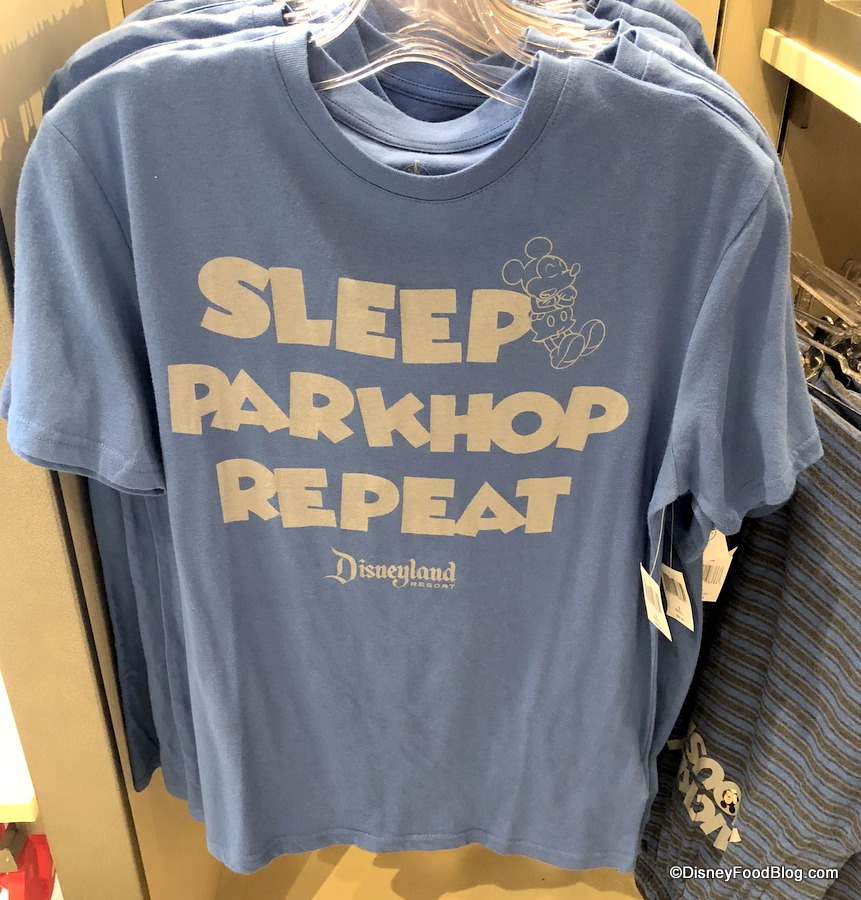 SLEEP
PARKHOP
REPEAT
Disneyland
RESORT
©DisneyFoodBlog.com